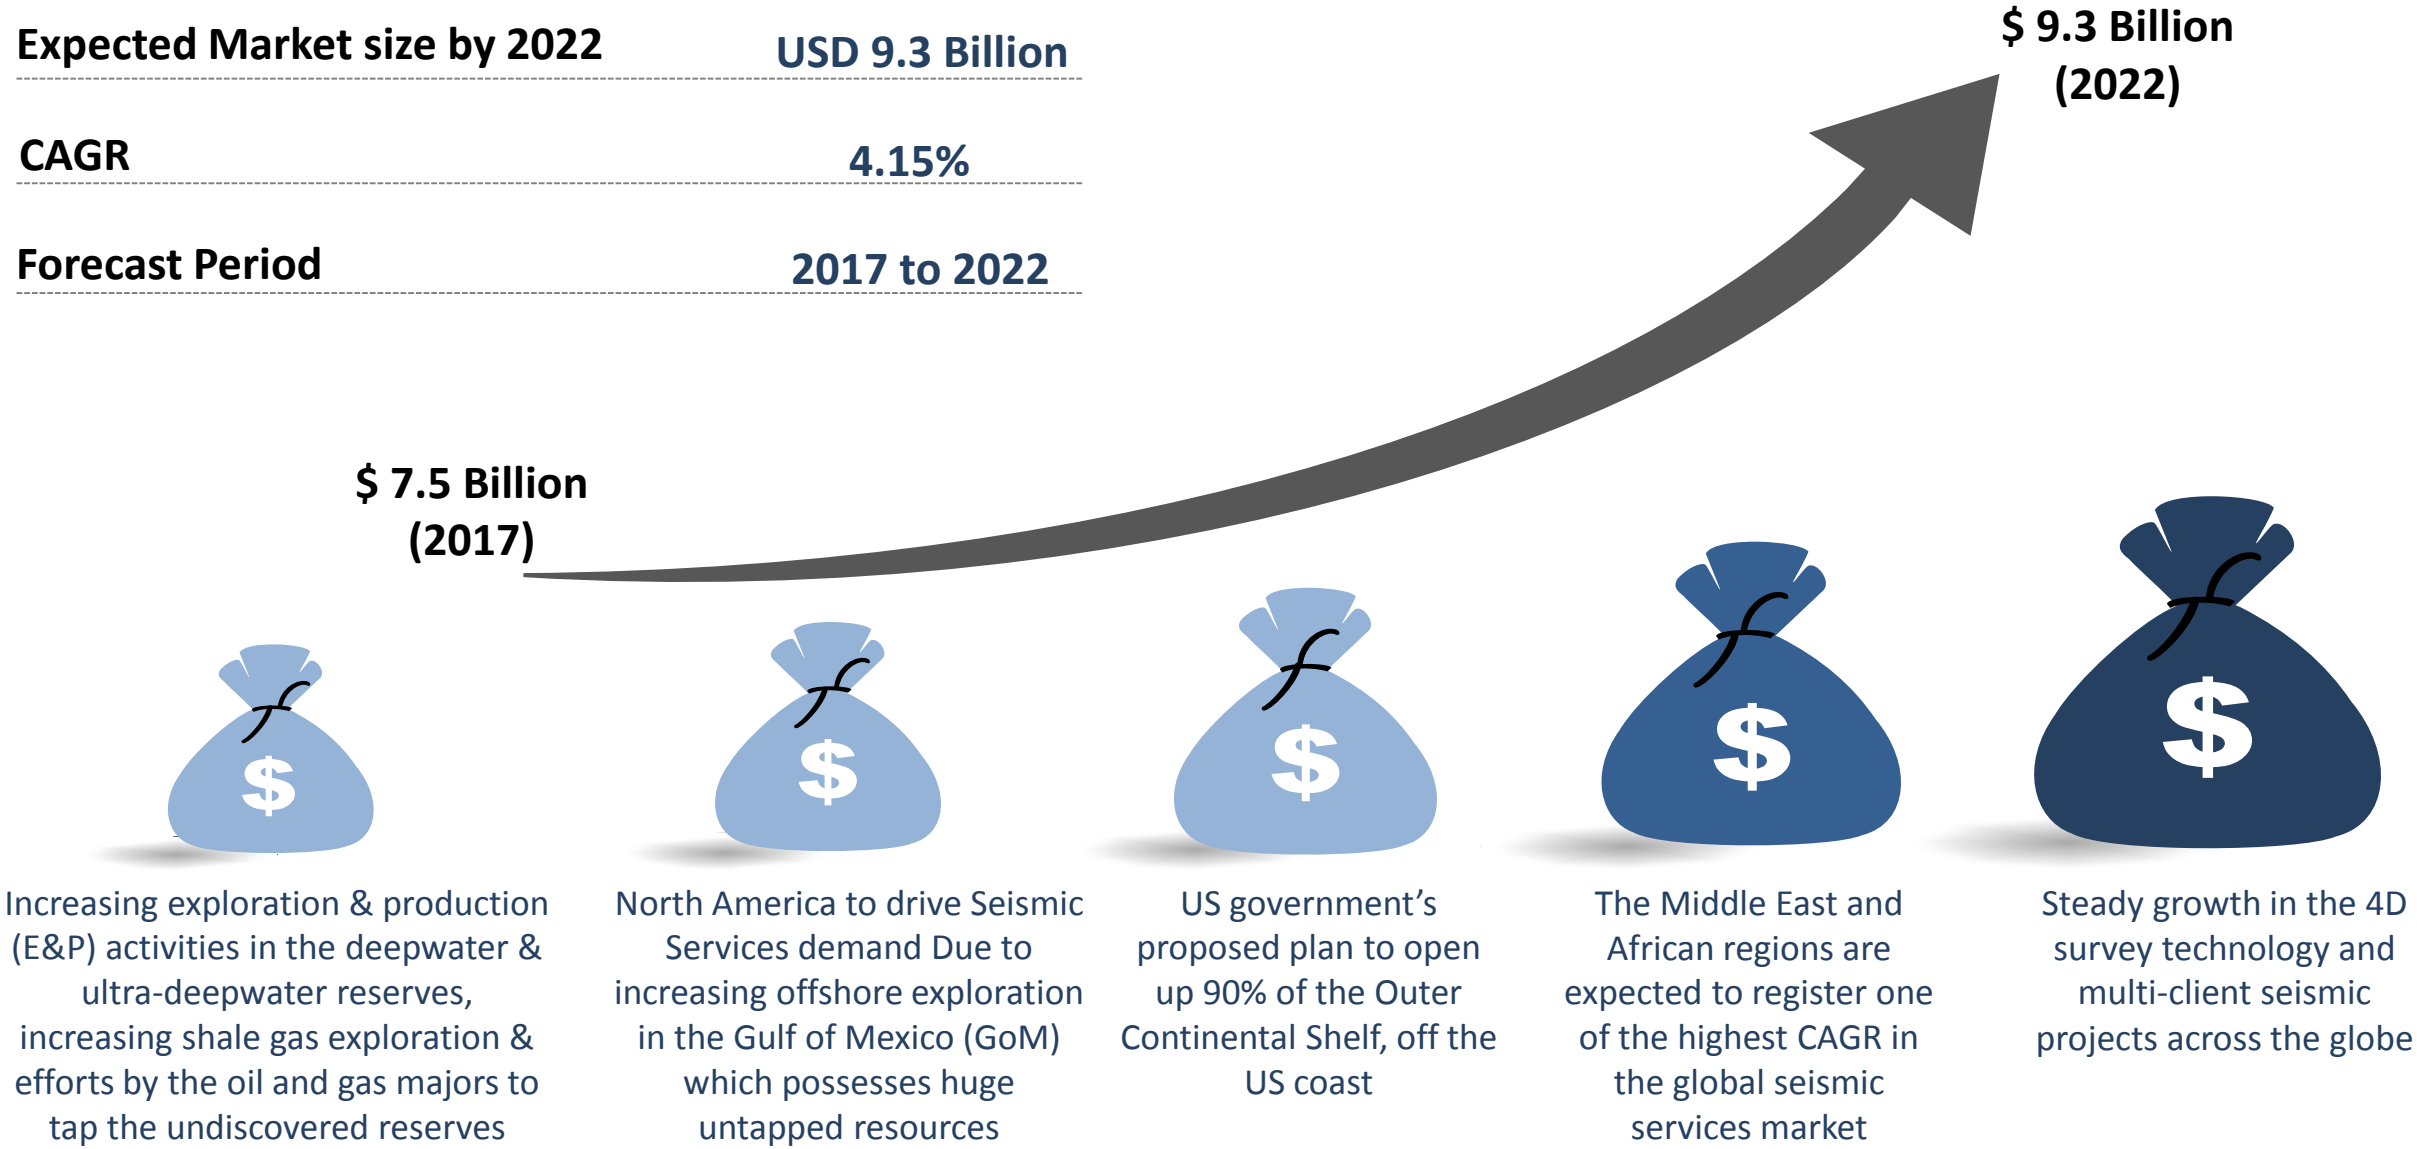 Expected Market size by 2022 USD 9.3 Billion
CAGR 4.15%
Forecast Period 2017 to 2022
$ 9.3 Billion
(2022)
$ 7.5 Billion
(2017)
$
$
$
$
$
Increasing exploration & production
(E&P) activities in the deepwater &
ultra-deepwater reserves,
increasing shale gas exploration &
efforts by the oil and gas majors to
tap the undiscovered reserves
North America to drive Seismic
Services demand Due to
increasing offshore exploration
in the Gulf of Mexico (GoM)
which possesses huge
untapped resources
US government’s
proposed plan to open
up 90% of the Outer
Continental Shelf, off the
US coast
The Middle East and
African regions are
expected to register one
of the highest CAGR in
the global seismic
services market
Steady growth in the 4D
survey technology and
multi-client seismic
projects across the globe